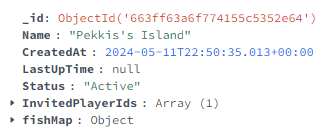 _id: ObjectId('663ff63a6f774155c5352e64')
Name : "Pekkis's Island"
CreatedAt : 2024-05-11T22:50:35.013+00:00
LastUpTime : null
Status : "Active"
InvitedPlayerIds : Array (1)
fishMap : Object